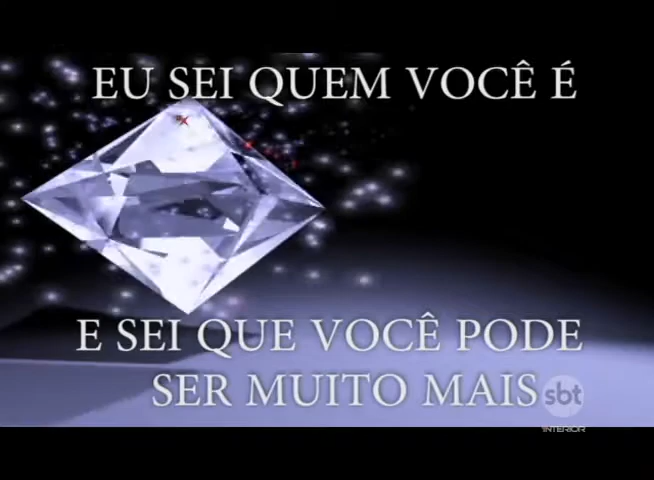 EU SEI QUEM VOCÊ É
E SEI QUE VOCÊ PODE
SER MUITO MAIS
sbt
INTERIOR